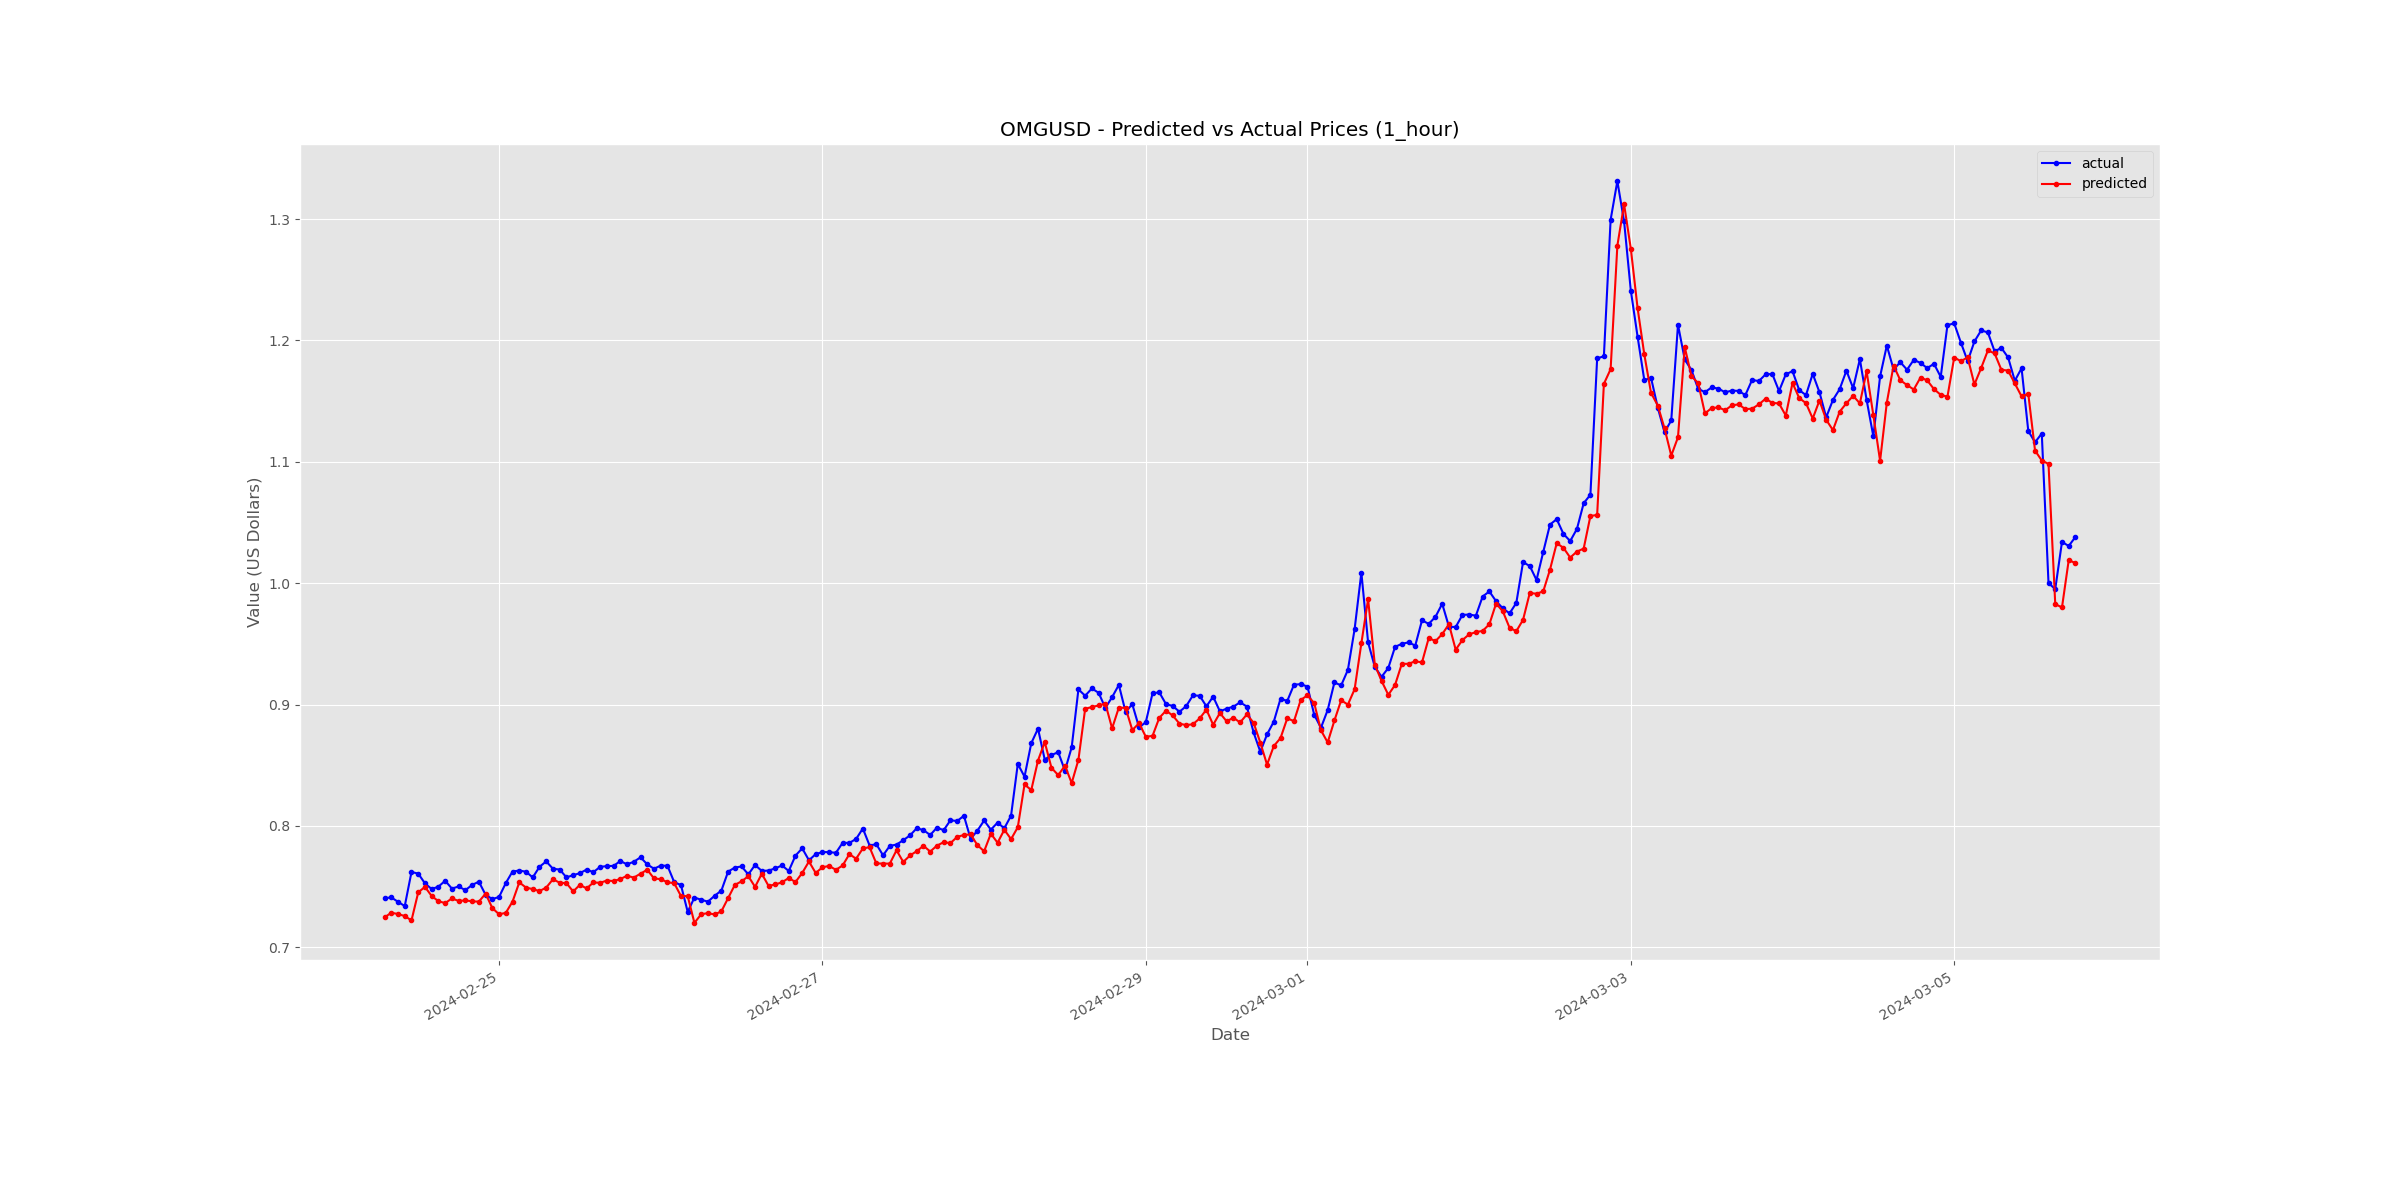 OMGUSD - Predicted vs Actual Prices (1_hour)
actual
predicted
1.3
1.2
1.1
1.0
0.9
0.8
0.7
Value (US Dollars)
2024-02-25
2024-02-27
2024-02-29
2024-03-01
2024-03-03
2024-03-05
Date